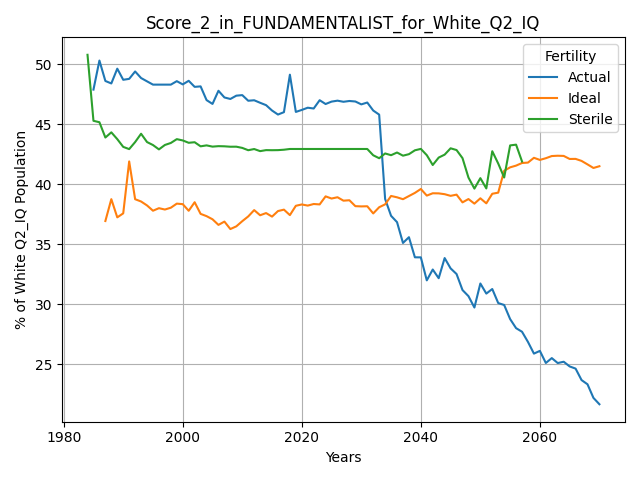 Score_2_in_FUNDAMENTALIST_for_White_Q2_IQ
Fertility
Actual
Ideal
Sterile
% of White Q2_IQ Population
50
45
40
35
30
25
1980
2000
2020
2040
2060
Years